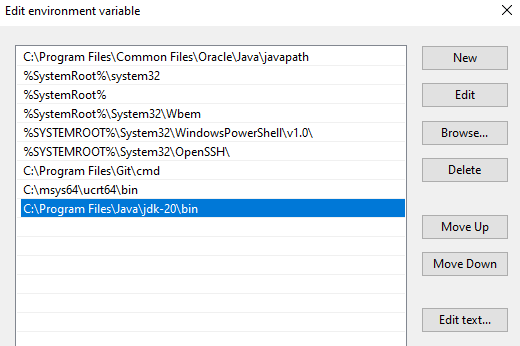 Edit environment variable
C:\Program Files\Common Files\Oracle\Java\javapath
New
%SystemRoot%\system32
%SystemRoot%
Edit
%SystemRoot%\System32\Wbem
%SYSTEMROOT%\System32\WindowsPowerShell\v1.0\
Browse...
%SYSTEMROOT%\System32\OpenSSH\
C:\Program Files\Git\cmd
Delete
C:\msys64\ucrt64\bin
C:\Program Files\Java\jdk-20\bin
Move Up
Move Down
Edit text...